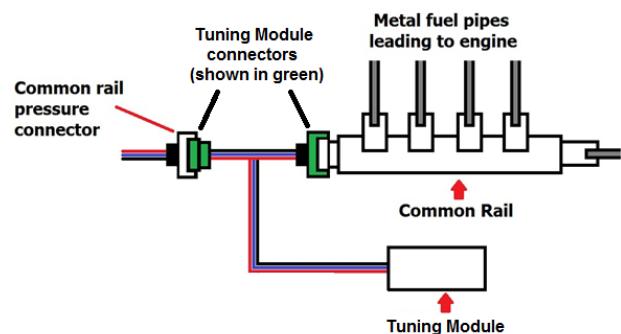 Tuning Module
connectors
(shown in green)
Metal fuel pipes
leading to engine
Common rail
pressure
connector
Common Rail
Tuning Module